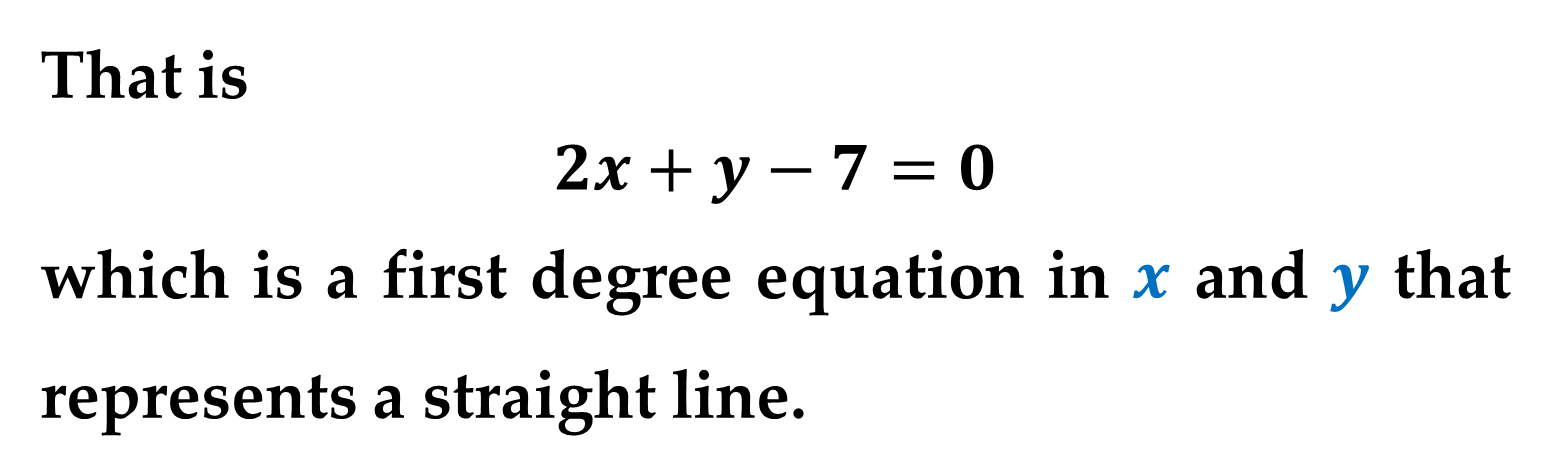 That is
2x + y − 7 = 0
which is a first degree equation in x and y that
represents a straight line.